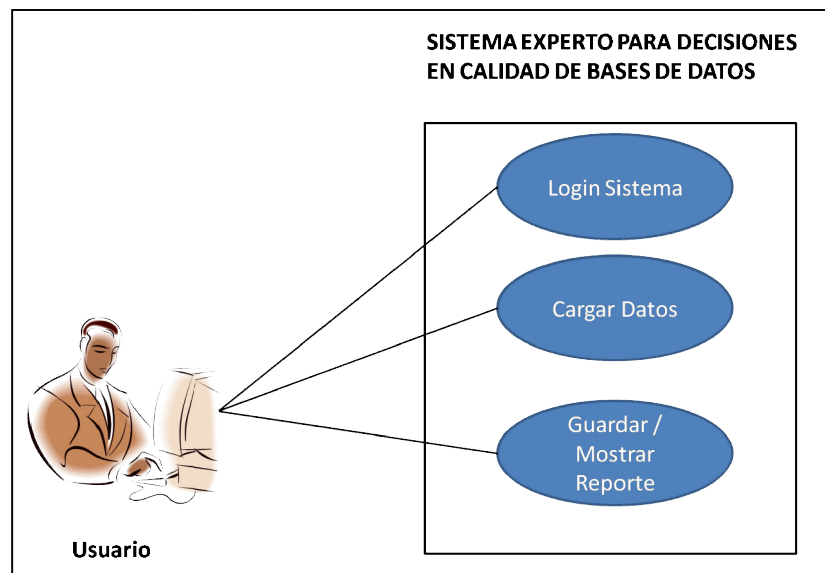 SISTEMA EXPERTO PARA DECISIONES
EN CALIDAD DE BASES DE DATOS
Login Sistema
Cargar Datos
Guardar /
Mostrar
Reporte
Usuario